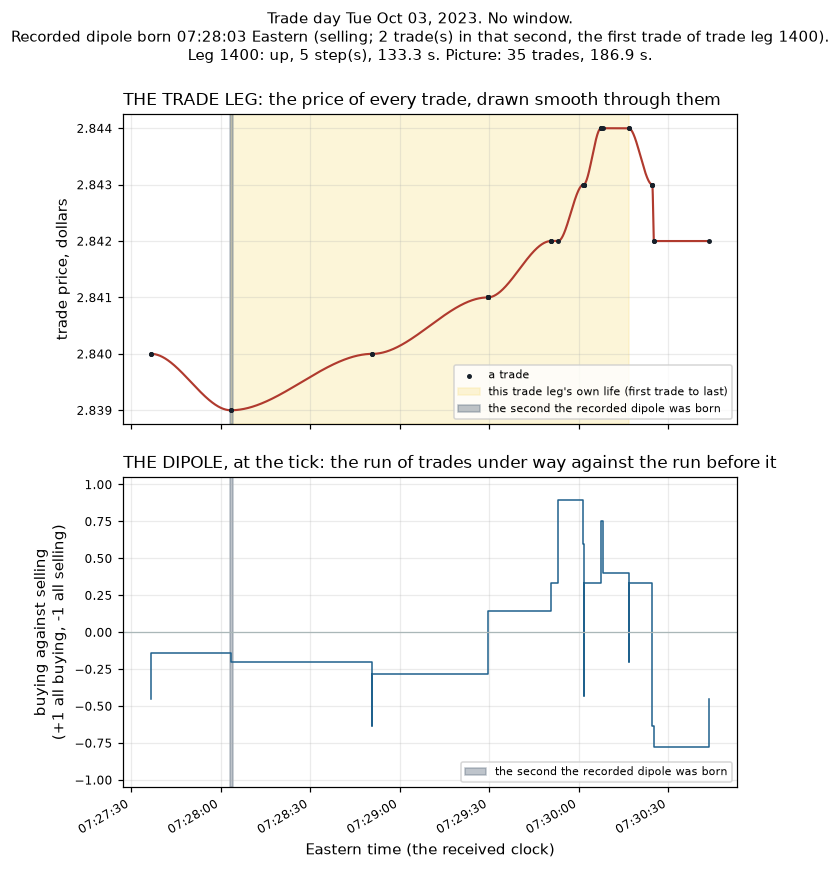 Trade day Tue Oct 03, 2023. No window.
Recorded dipole born 07:28:03 Eastern (selling; 2 trade(s) in that second, the first trade of trade leg 1400).
Leg 1400: up, 5 step(s), 133.3 s. Picture: 35 trades, 186.9 s.
THE TRADE LEG: the price of every trade, drawn smooth through them
trade price, dollars
2.844
2.843
2.842
2.841
2.840
2.839
a trade
this trade leg's own life (first trade to last)
the second the recorded dipole was born
THE DIPOLE, at the tick: the run of trades under way against the run before it
buying against selling
(+1 all buying, -1 all selling)
1.00
0.75
0.50
0.25
0.00
−0.25
−0.50
−0.75
−1.00
the second the recorded dipole was born
07:27:30
07:28:00
07:28:30
07:29:00
07:29:30
07:30:00
07:30:30
Eastern time (the received clock)